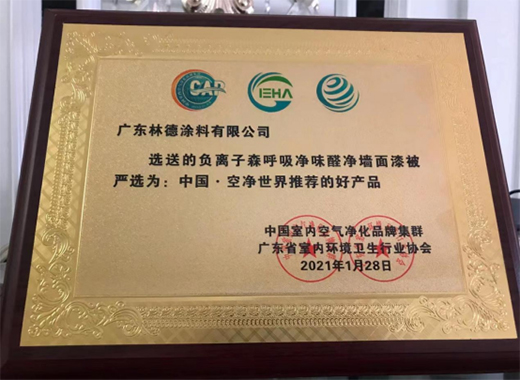 CAP
IEHA
广东林德涂料有限公司
选送的负离子森呼吸净味醛净墙面漆被
严选为：中国·空净世界推荐的好产品
中国室内空气净化品牌集群
广东省室内环境卫生行业协会
2021年1月28日